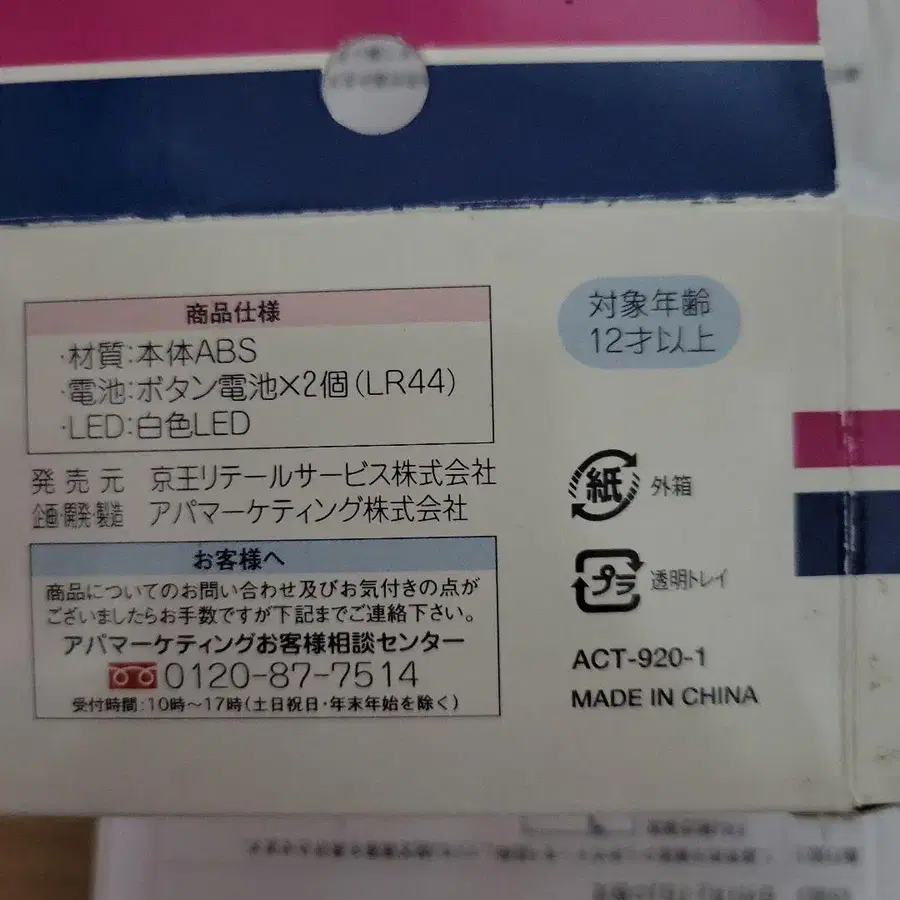 商品仕様
·材質:本体ABS
·電池:ボタン電池×2個(LR44)
·LED:白色LED
発売元 京王リテールサービス株式会社
企画・開発・製造 アパマーケティング株式会社
お客様へ
商品についてのお問い合わせ及びお気付きの点が
ございましたらお手数ですが下記までご連絡下さい。
アパマーケティングお客様相談センター
0120-87-7514
受付時間:10時～17時(土日祝日・年末年始を除く)
対象年齢
12才以上
紙 外箱
プラ 透明トレイ
ACT-920-1
MADE IN CHINA